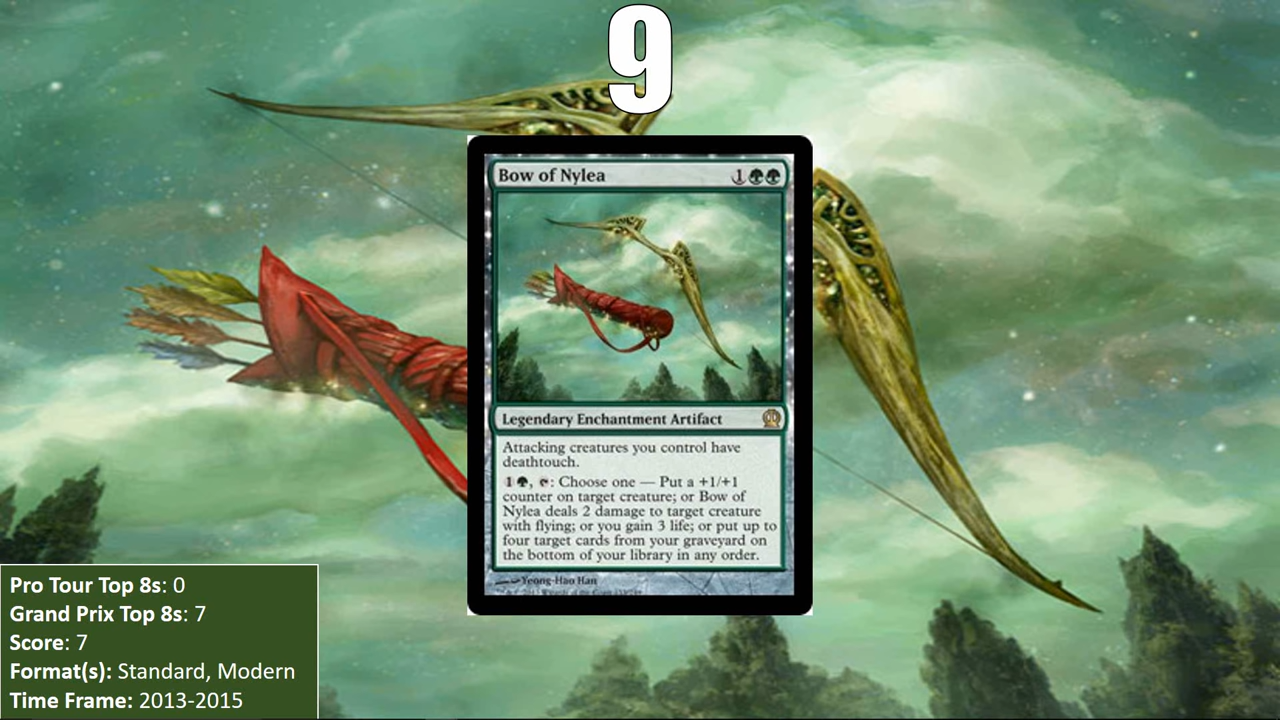 9
Bow of Nylea 1
Legendary Enchantment Artifact
Attacking creatures you control have
deathtouch.
1 , : Choose one — Put a +1/+1
counter on target creature; or Bow of
Nylea deals 2 damage to target creature
with flying; or you gain 3 life; or put up to
four target cards from your graveyard on
the bottom of your library in any order.
Yeong-Hao Han
Pro Tour Top 8s: 0
Grand Prix Top 8s: 7
Score: 7
Format(s): Standard, Modern
Time Frame: 2013-2015